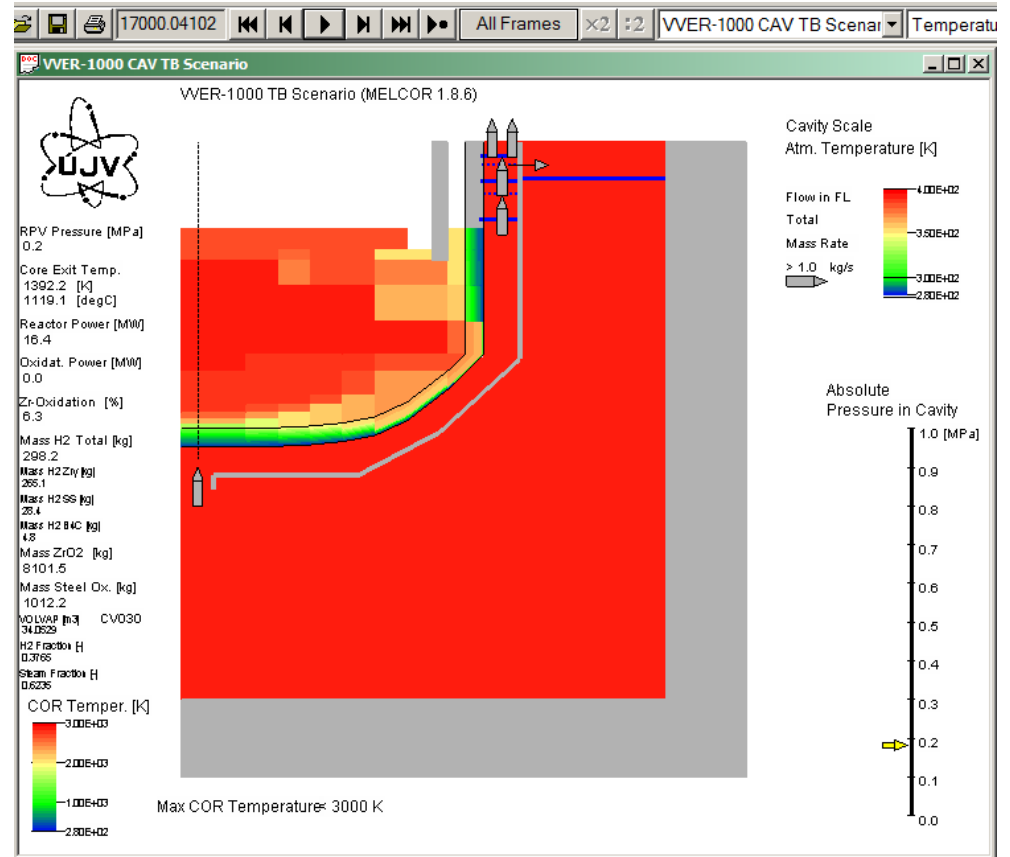 17000.04102
All Frames
×2
:2
VVER-1000 CAV TB Scenar
Temperatu
DOC
VVER-1000 CAV TB Scenario
VVER-1000 TB Scenario (MELCOR 1.8.6)
ÚJV
RPV Pressure [MPa]
0.2
Core Exit Temp.
1392.2 [K]
1119.1 [degC]
Reactor Power [MW]
16.4
Oxidat. Power [MW]
0.0
Zr-Oxidation [%]
6.3
Mass H2 Total [kg]
298.2
Mass H2 Zry [kg]
265.1
Mass H2 SS [kg]
28.4
Mass H2 B4C [kg]
4.8
Mass ZrO2 [kg]
8101.5
Mass Steel Ox. [kg]
1012.2
VOLVAP [m3] CV030
34.0529
H2 Fraction [-]
0.3765
Steam Fraction [-]
0.6235
COR Temper. [K]
3.00E+03
2.00E+03
1.00E+03
2.80E+02
Max COR Temperature< 3000 K
Cavity Scale
Atm. Temperature [K]
Flow in FL
Total
Mass Rate
> 1.0 kg/s
4.00E+02
3.50E+02
3.00E+02
2.80E+02
Absolute
Pressure in Cavity
1.0 [MPa]
0.9
0.8
0.7
0.6
0.5
0.4
0.3
0.2
0.1
0.0